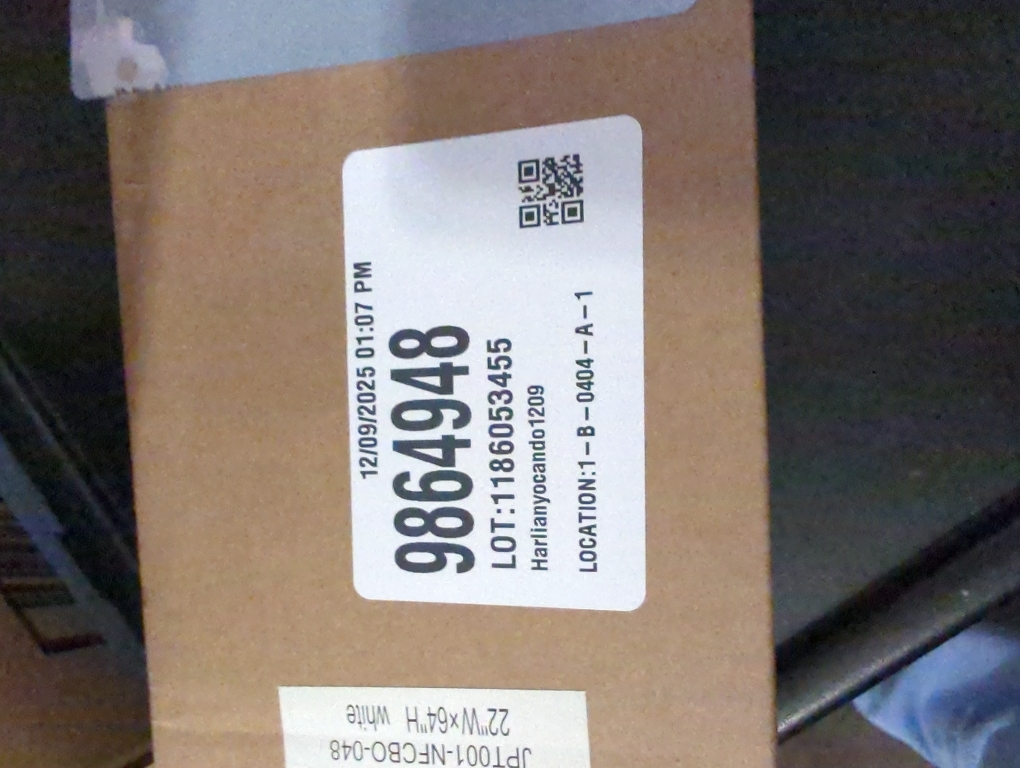 12/09/2025 01:07 PM
9864948
LOT:1186053455
Harlianyocando1209
LOCATION:1-B-0404-A-1
JPT001-NFCBO-048
22"W×64"H white